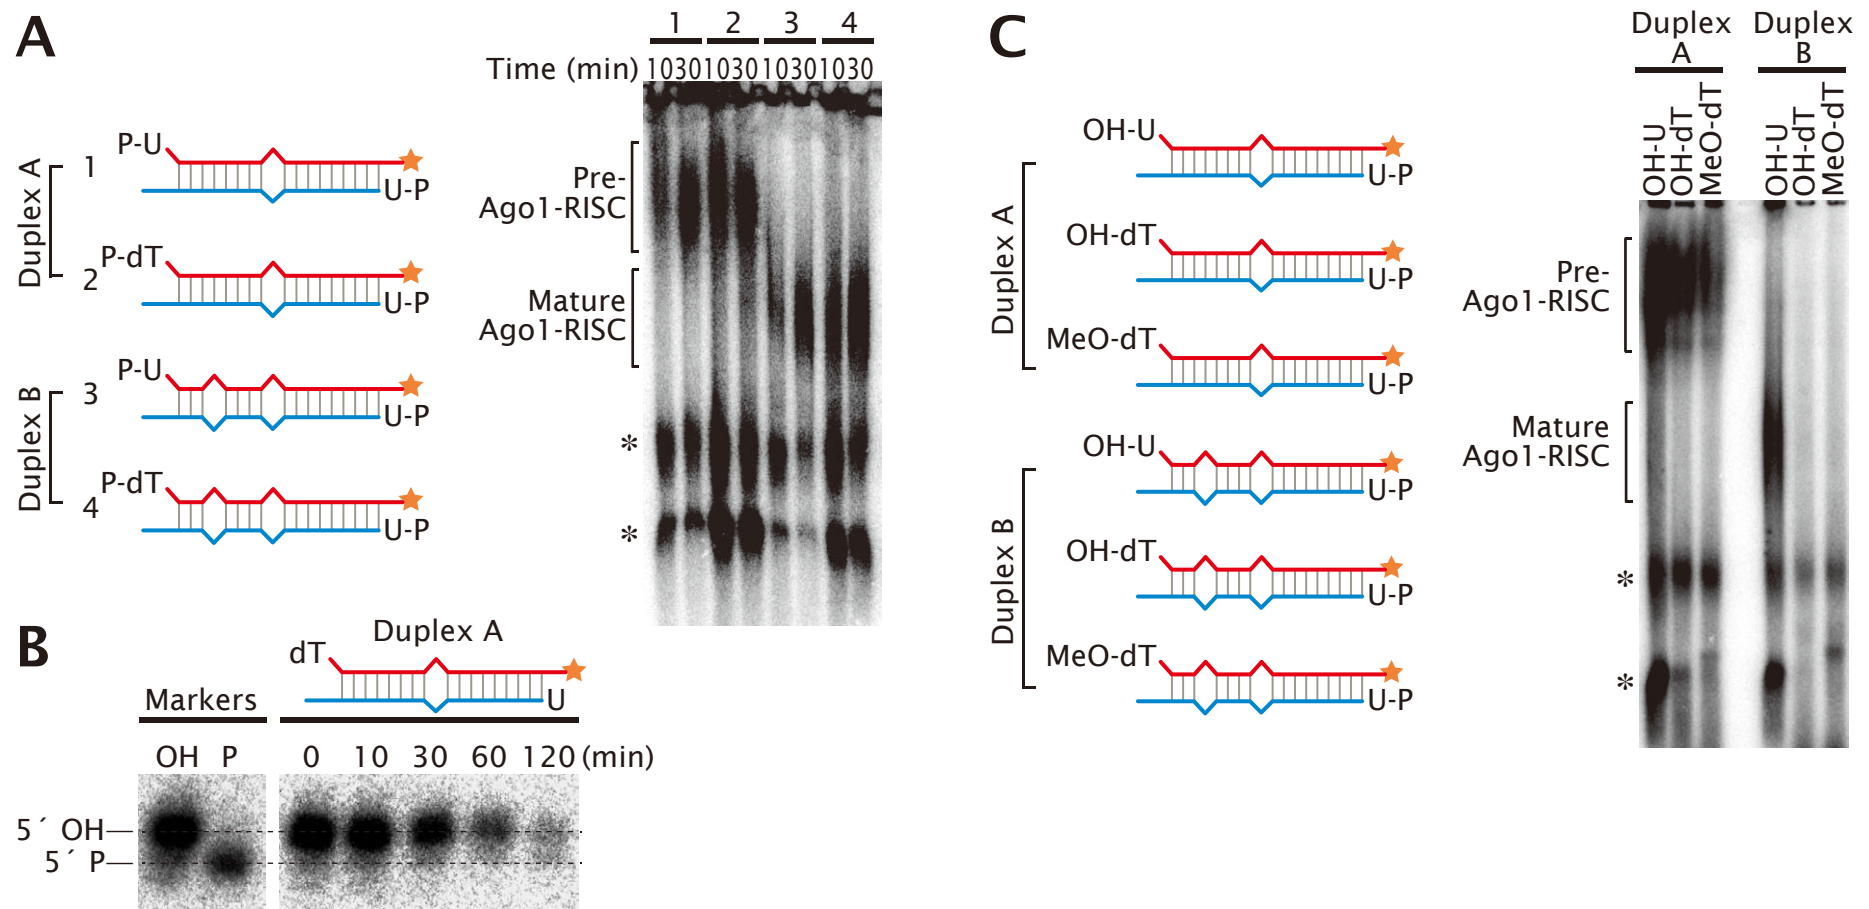 A
1 2 3 4
Time (min) 10 30 10 30 10 30 10 30
Duplex A
1
P-U
U-P
2
P-dT
U-P
Duplex B
3
P-U
U-P
4
P-dT
U-P
Pre-
Ago1-RISC
Mature
Ago1-RISC
*
*
B
Duplex A
dT
U
Markers
OH P 0 10 30 60 120 (min)
5´ OH
5´ P
C
Duplex Duplex
A B
OH-U
OH-dT
MeO-dT
OH-U
OH-dT
MeO-dT
Duplex A
OH-U
U-P
OH-dT
U-P
MeO-dT
U-P
Duplex B
OH-U
U-P
OH-dT
U-P
MeO-dT
U-P
Pre-
Ago1-RISC
Mature
Ago1-RISC
*
*